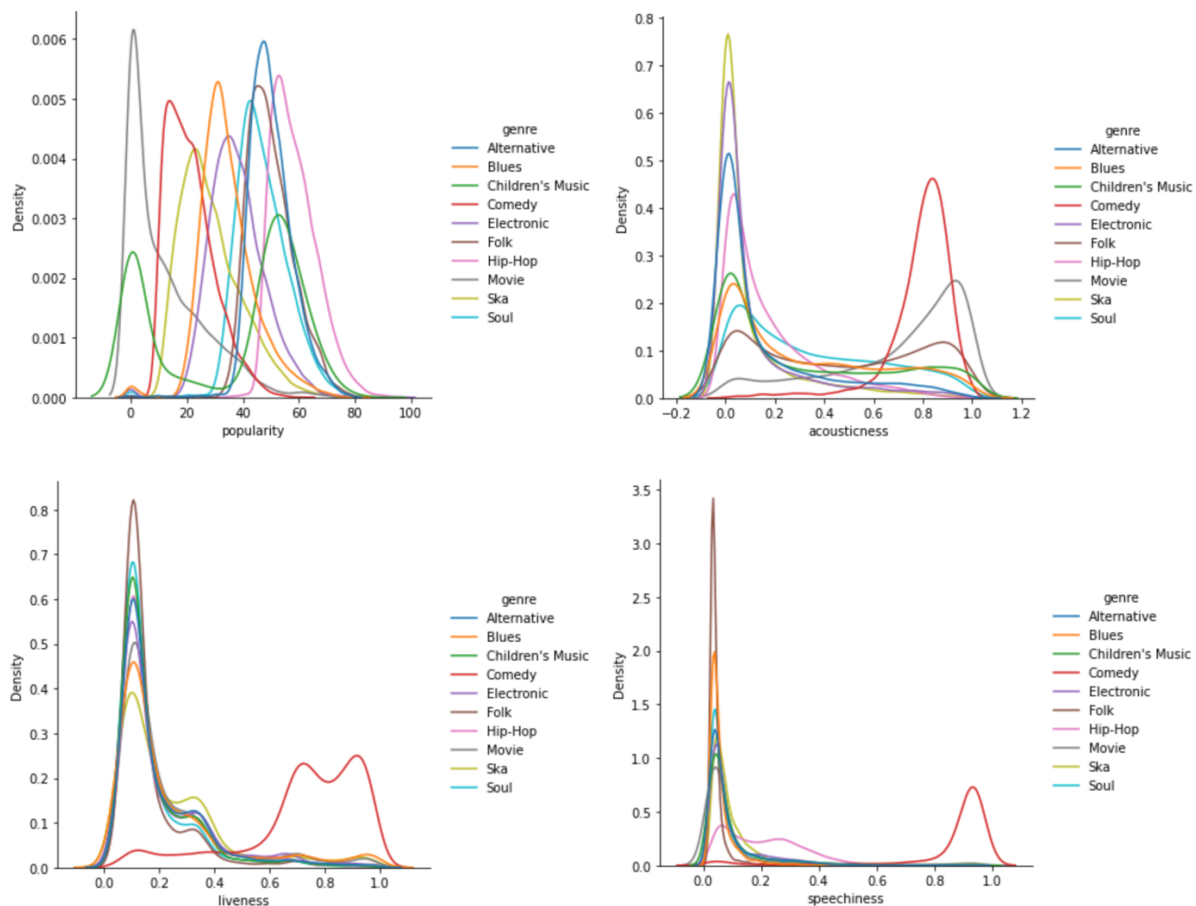 0.006
0.005
0.004
0.003
0.002
0.001
0.000
Density
0 20 40 60 80 100
popularity
genre
Alternative
Blues
Children's Music
Comedy
Electronic
Folk
Hip-Hop
Movie
Ska
Soul
0.8
0.7
0.6
0.5
0.4
0.3
0.2
0.1
0.0
Density
−0.2 0.0 0.2 0.4 0.6 0.8 1.0 1.2
acousticness
genre
Alternative
Blues
Children's Music
Comedy
Electronic
Folk
Hip-Hop
Movie
Ska
Soul
0.8
0.7
0.6
0.5
0.4
0.3
0.2
0.1
0.0
Density
0.0 0.2 0.4 0.6 0.8 1.0
liveness
genre
Alternative
Blues
Children's Music
Comedy
Electronic
Folk
Hip-Hop
Movie
Ska
Soul
3.5
3.0
2.5
2.0
1.5
1.0
0.5
0.0
Density
0.0 0.2 0.4 0.6 0.8 1.0
speechiness
genre
Alternative
Blues
Children's Music
Comedy
Electronic
Folk
Hip-Hop
Movie
Ska
Soul